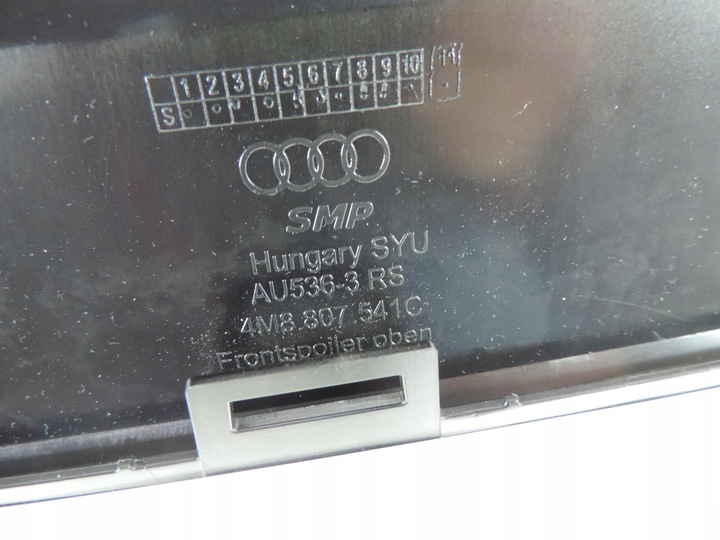 1 2 3 4 5 6 7 8 9 10 11
S
SMP
Hungary SYU
AU536-3 RS
4M8 807 541C
Frontspoiler oben